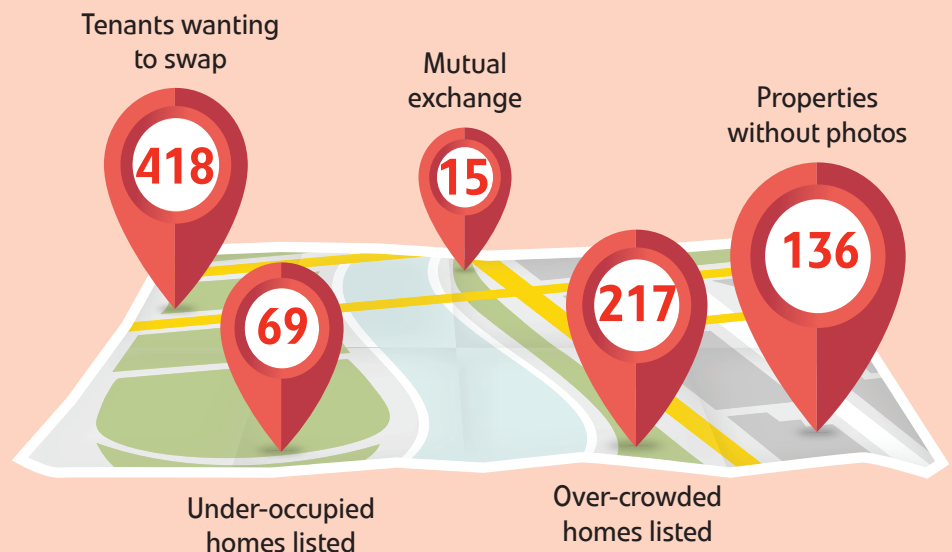 Tenants wanting
to swap
418
Mutual
exchange
15
Properties
without photos
136
69
Under-occupied
homes listed
217
Over-crowded
homes listed